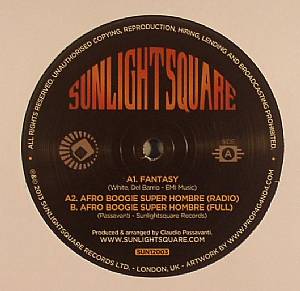 ALL RIGHTS RESERVED. UNAUTHORISED COPYING, REPRODUCTION, HIRING, LENDING AND BROADCASTING PROHIBITED.
SUNLIGHTSQUARE
SIDE
A
A1. FANTASY
(White, Del Barrio - EMI Music)
A2. AFRO BOOGIE SUPER HOMBRE (RADIO)
B. AFRO BOOGIE SUPER HOMBRE (FULL)
(Passavanti - Sunlightsquare Records)
Produced & arranged by Claudio Passavanti.
WWW.SUNLIGHTSQUARE.COM
SUN12003
℗&© 2013 SUNLIGHTSQUARE RECORDS LTD. - LONDON, UK - ARTWORK BY WWW.PROPA9ANDA.COM